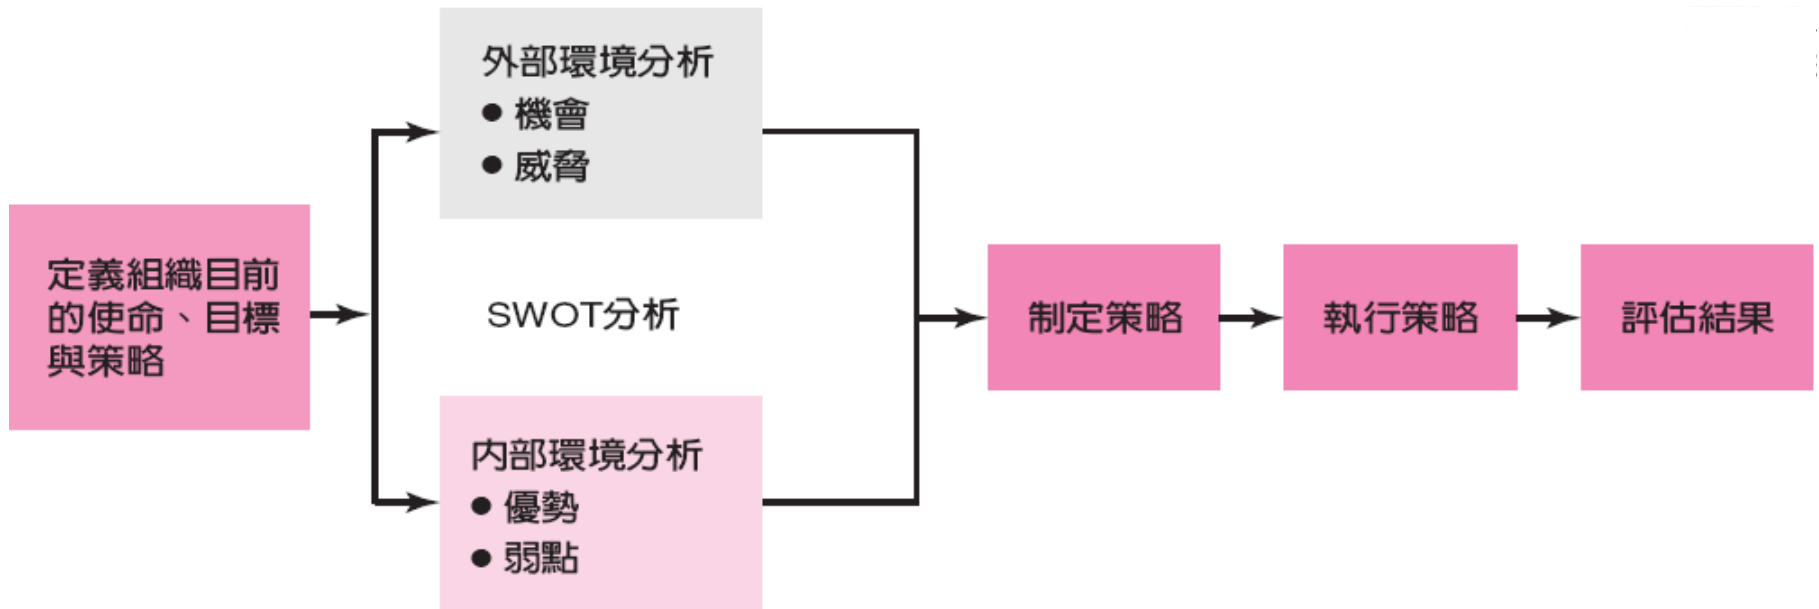 定義組織目前
的使命、目標
與策略
外部環境分析
● 機會
● 威脅
SWOT分析
內部環境分析
● 優勢
● 弱點
制定策略
執行策略
評估結果